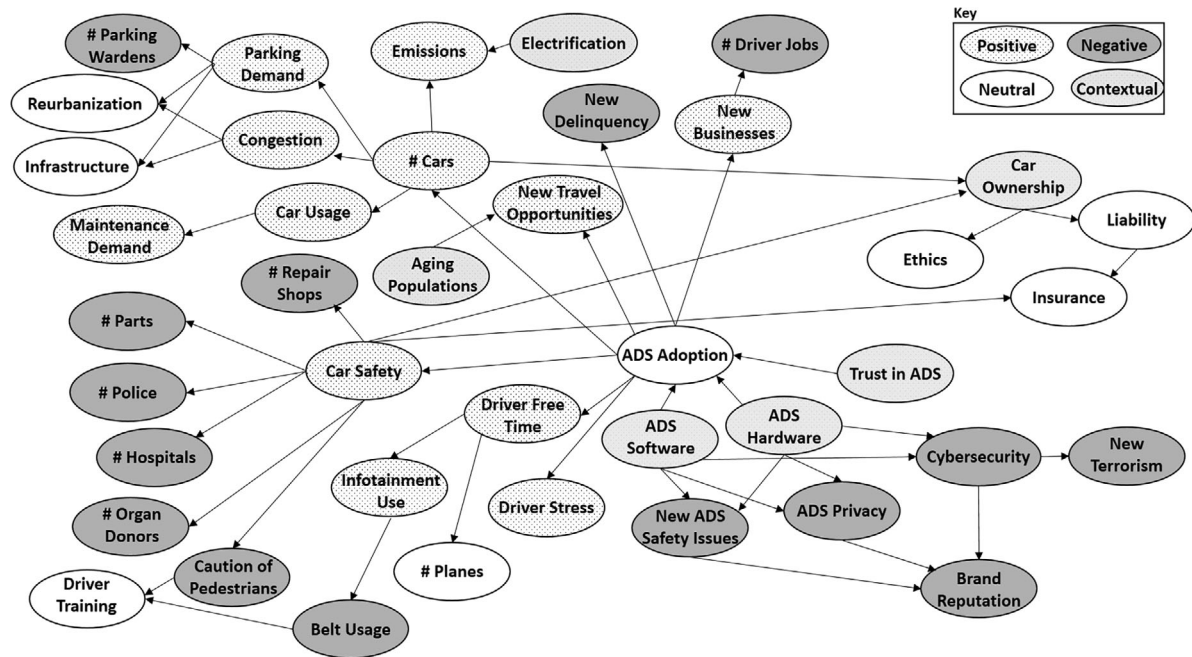 Key
Positive
Negative
Neutral
Contextual
# Parking
Wardens
Parking
Demand
Emissions
Electrification
# Driver Jobs
Reurbanization
New
Delinquency
New
Businesses
Congestion
Infrastructure
# Cars
Car
Ownership
New Travel
Opportunities
Car Usage
Maintenance
Demand
Liability
Ethics
Aging
Populations
# Repair
Shops
Insurance
# Parts
ADS Adoption
Car Safety
Trust in ADS
# Police
Driver Free
Time
ADS
Software
ADS
Hardware
# Hospitals
Cybersecurity
New
Terrorism
Infotainment
Use
Driver Stress
New ADS
Safety Issues
ADS Privacy
# Organ
Donors
Caution of
Pedestrians
# Planes
Driver
Training
Brand
Reputation
Belt Usage